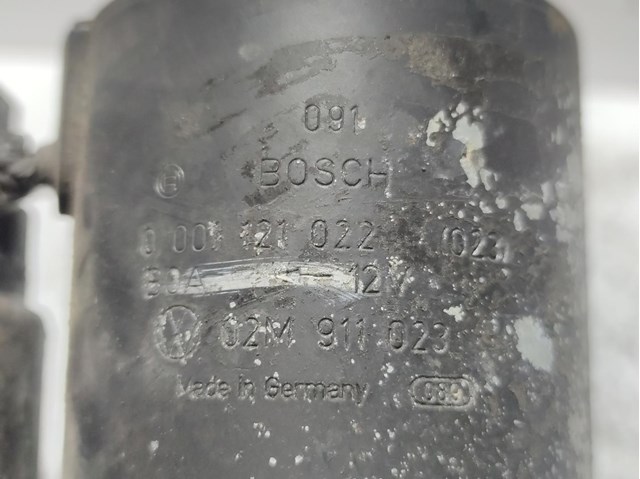 091
BOSCH
0 001 121 022 (023)
12V
02M 911 023
Made in Germany 089